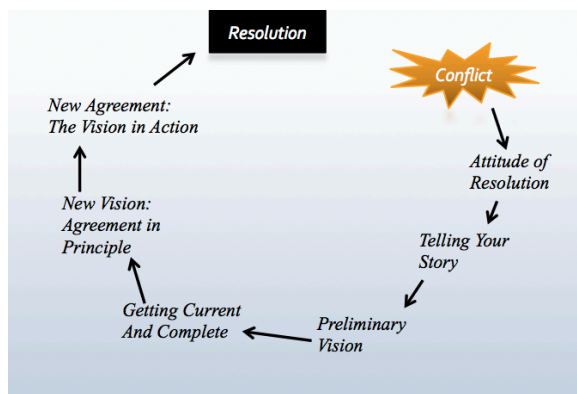 Resolution
Conflict
Attitude of
Resolution
Telling Your
Story
Preliminary
Vision
Getting Current
And Complete
New Vision:
Agreement in
Principle
New Agreement:
The Vision in Action